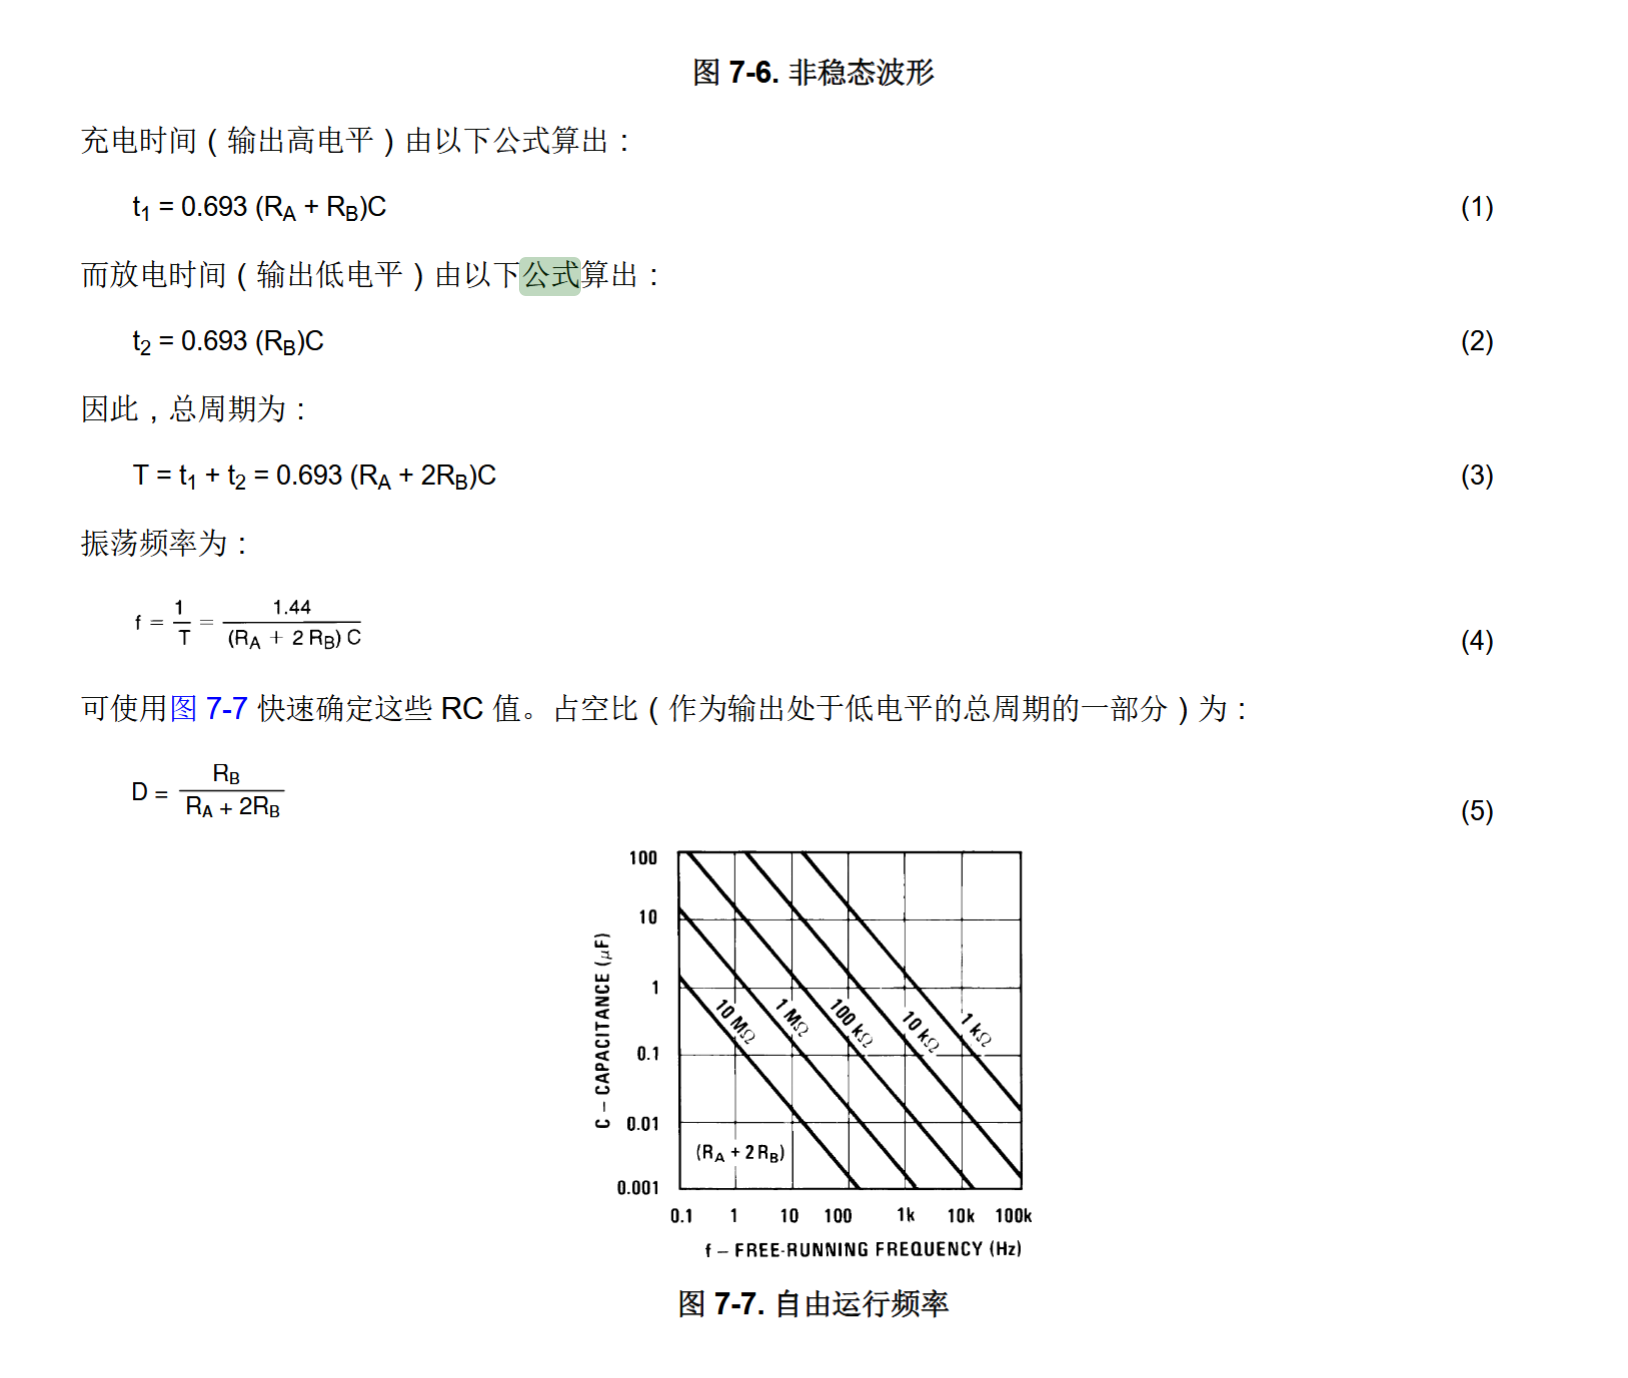 图 7-6. 非稳态波形
充电时间（输出高电平）由以下公式算出：
t1 = 0.693 (RA + RB)C (1)
而放电时间（输出低电平）由以下公式算出：
t2 = 0.693 (RB)C (2)
因此，总周期为：
T = t1 + t2 = 0.693 (RA + 2RB)C (3)
振荡频率为：
f = 1/T = 1.44/(RA + 2 RB) C (4)
可使用图 7-7 快速确定这些 RC 值。占空比（作为输出处于低电平的总周期的一部分）为：
D = RB/RA + 2RB (5)
C – CAPACITANCE (μF)
100
10
1
0.1
0.01
0.001
10 MΩ
1 MΩ
100 kΩ
10 kΩ
1 kΩ
(RA + 2 RB)
0.1 1 10 100 1k 10k 100k
f – FREE-RUNNING FREQUENCY (Hz)
图 7-7. 自由运行频率